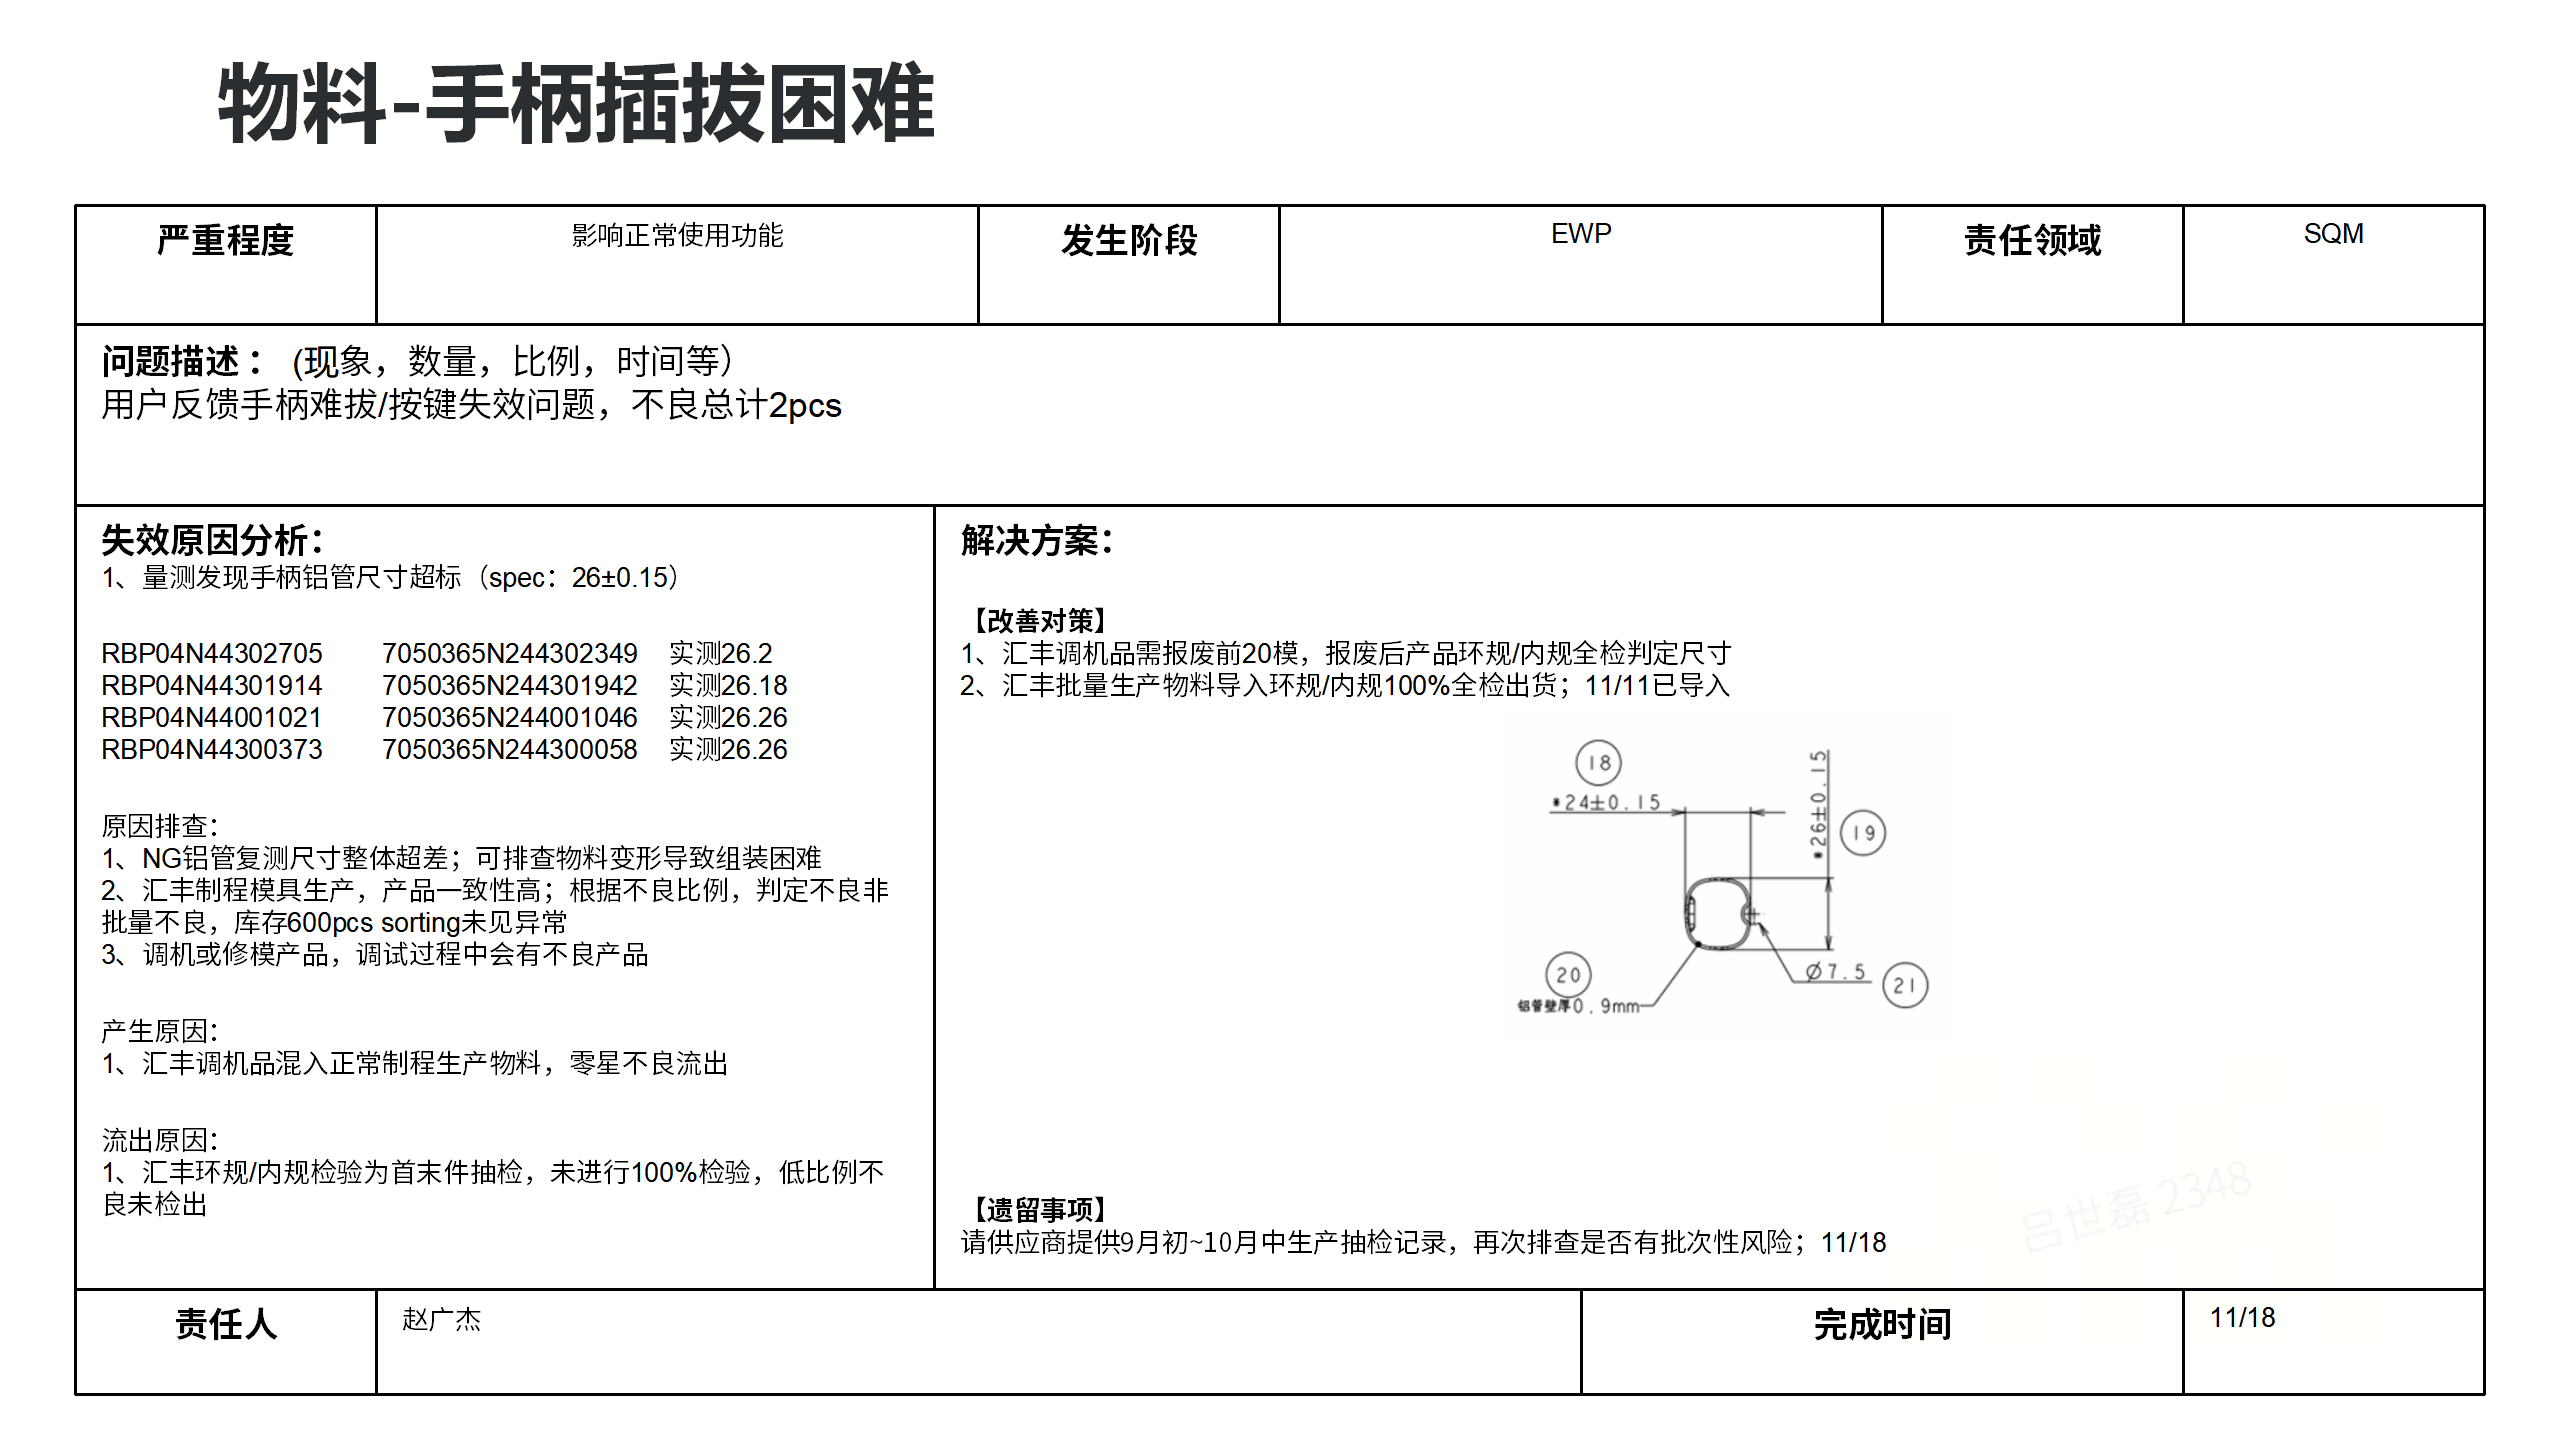 物料-手柄插拔困难
严重程度
影响正常使用功能
发生阶段
EWP
责任领域
SQM
问题描述： (现象，数量，比例，时间等）
用户反馈手柄难拔/按键失效问题，不良总计2pcs
失效原因分析：
1、量测发现手柄铝管尺寸超标（spec：26±0.15）
RBP04N44302705 7050365N244302349 实测26.2
RBP04N44301914 7050365N244301942 实测26.18
RBP04N44001021 7050365N244001046 实测26.26
RBP04N44300373 7050365N244300058 实测26.26
原因排查：
1、NG铝管复测尺寸整体超差；可排查物料变形导致组装困难
2、汇丰制程模具生产，产品一致性高；根据不良比例，判定不良非
批量不良，库存600pcs sorting未见异常
3、调机或修模产品，调试过程中会有不良产品
产生原因：
1、汇丰调机品混入正常制程生产物料，零星不良流出
流出原因：
1、汇丰环规/内规检验为首末件抽检，未进行100%检验，低比例不
良未检出
解决方案：
【改善对策】
1、汇丰调机品需报废前20模，报废后产品环规/内规全检判定尺寸
2、汇丰批量生产物料导入环规/内规100%全检出货；11/11已导入
18
*24±0.15
*26±0.15
19
20
铝管壁厚0.9mm
Ø7.5
21
【遗留事项】
请供应商提供9月初~10月中生产抽检记录，再次排查是否有批次性风险；11/18
吕世磊 2348
责任人
赵广杰
完成时间
11/18